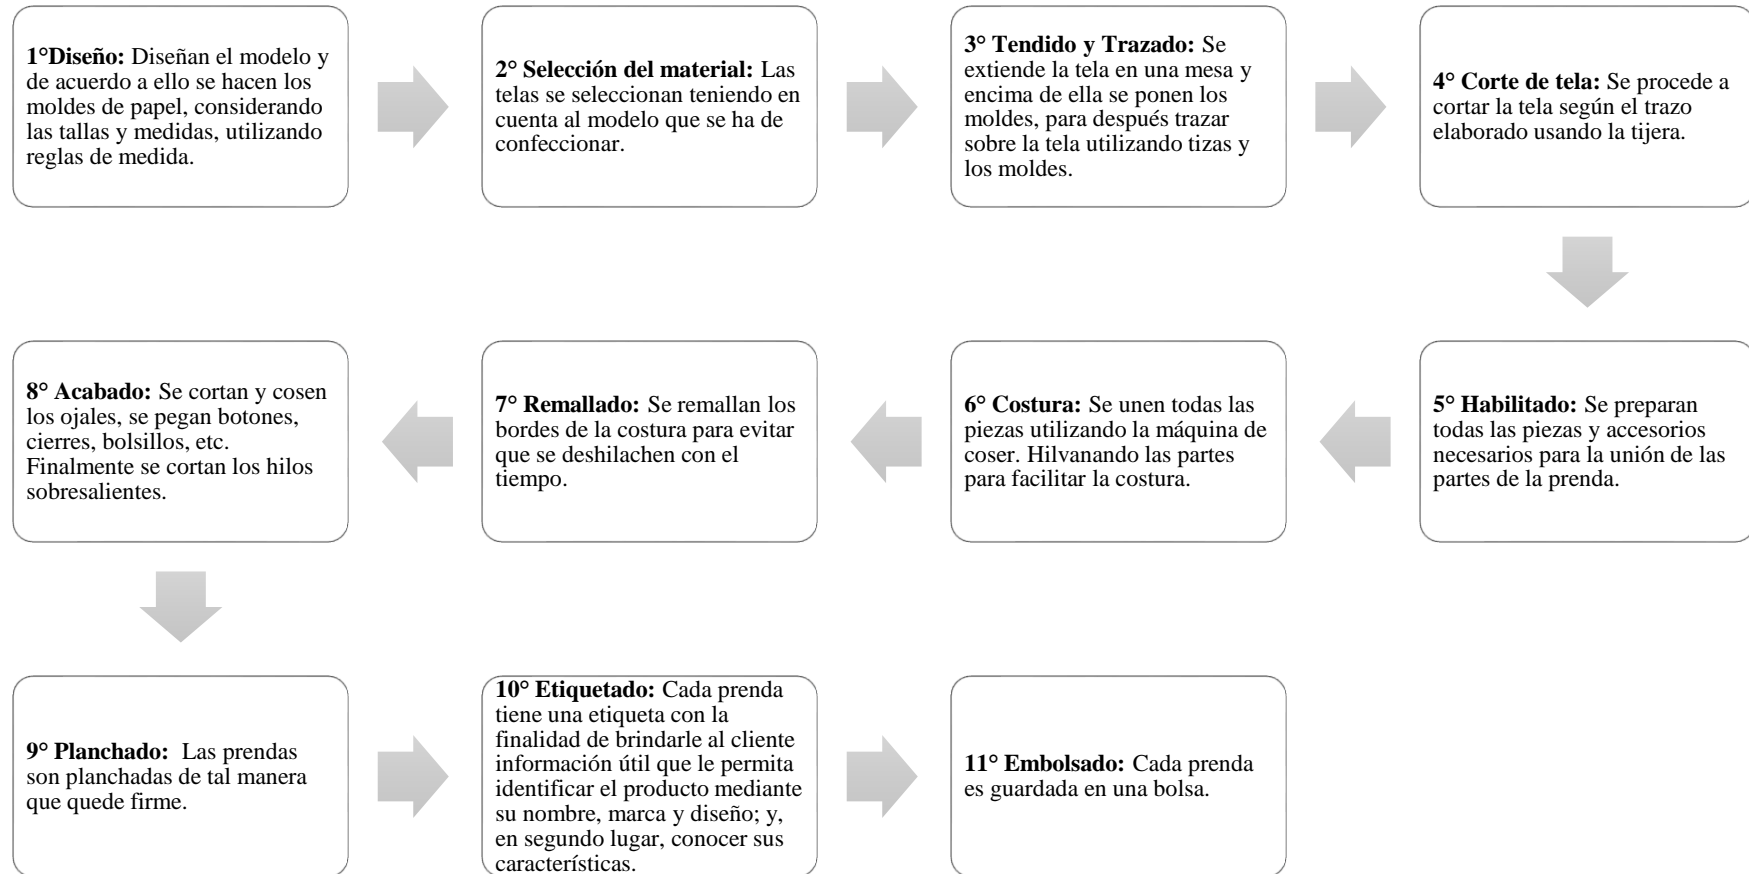 1°Diseño: Diseñan el modelo y
de acuerdo a ello se hacen los
moldes de papel, considerando
las tallas y medidas, utilizando
reglas de medida.
2° Selección del material: Las
telas se seleccionan teniendo en
cuenta al modelo que se ha de
confeccionar.
3° Tendido y Trazado: Se
extiende la tela en una mesa y
encima de ella se ponen los
moldes, para después trazar
sobre la tela utilizando tizas y
los moldes.
4° Corte de tela: Se procede a
cortar la tela según el trazo
elaborado usando la tijera.
5° Habilitado: Se preparan
todas las piezas y accesorios
necesarios para la unión de las
partes de la prenda.
6° Costura: Se unen todas las
piezas utilizando la máquina de
coser. Hilvanando las partes
para facilitar la costura.
7° Remallado: Se remallan los
bordes de la costura para evitar
que se deshilachen con el
tiempo.
8° Acabado: Se cortan y cosen
los ojales, se pegan botones,
cierres, bolsillos, etc.
Finalmente se cortan los hilos
sobresalientes.
9° Planchado: Las prendas
son planchadas de tal manera
que quede firme.
10° Etiquetado: Cada prenda
tiene una etiqueta con la
finalidad de brindarle al cliente
información útil que le permita
identificar el producto mediante
su nombre, marca y diseño; y,
en segundo lugar, conocer sus
características.
11° Embolsado: Cada prenda
es guardada en una bolsa.